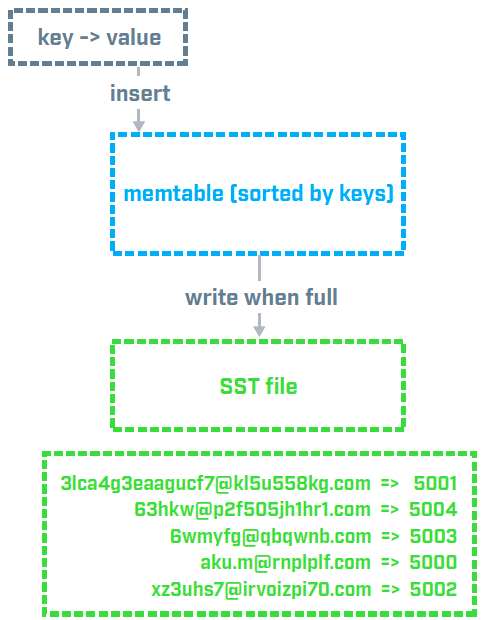 key -> value
insert
memtable (sorted by keys)
write when full
SST file
3lca4g3eaagucf7@kl5u558kg.com => 5001
63hkw@p2f505jh1hr1.com => 5004
6wmyfg@qbqwnb.com => 5003
aku.m@rnplplf.com => 5000
xz3uhs7@irvoizpi70.com => 5002